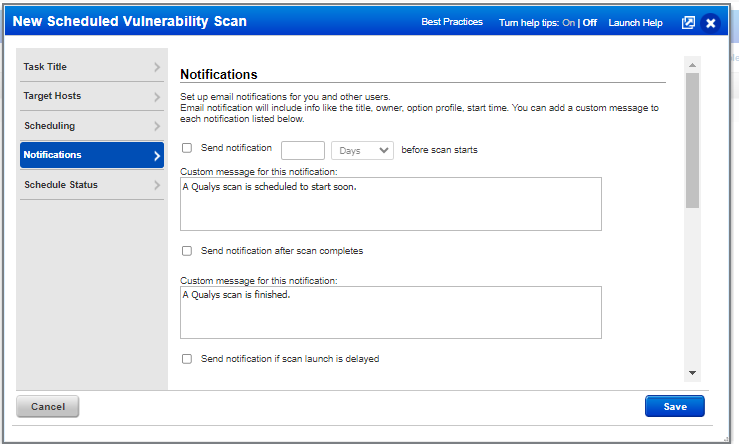 New Scheduled Vulnerability Scan
Best Practices
Turn help tips: On | Off
Launch Help
Task Title
Target Hosts
Scheduling
Notifications
Schedule Status
Notifications
Set up email notifications for you and other users.
Email notification will include info like the title, owner, option profile, start time. You can add a custom message to
each notification listed below.
Send notification
Days
before scan starts
Custom message for this notification:
A Qualys scan is scheduled to start soon.
Send notification after scan completes
Custom message for this notification:
A Qualys scan is finished.
Send notification if scan launch is delayed
Cancel
Save